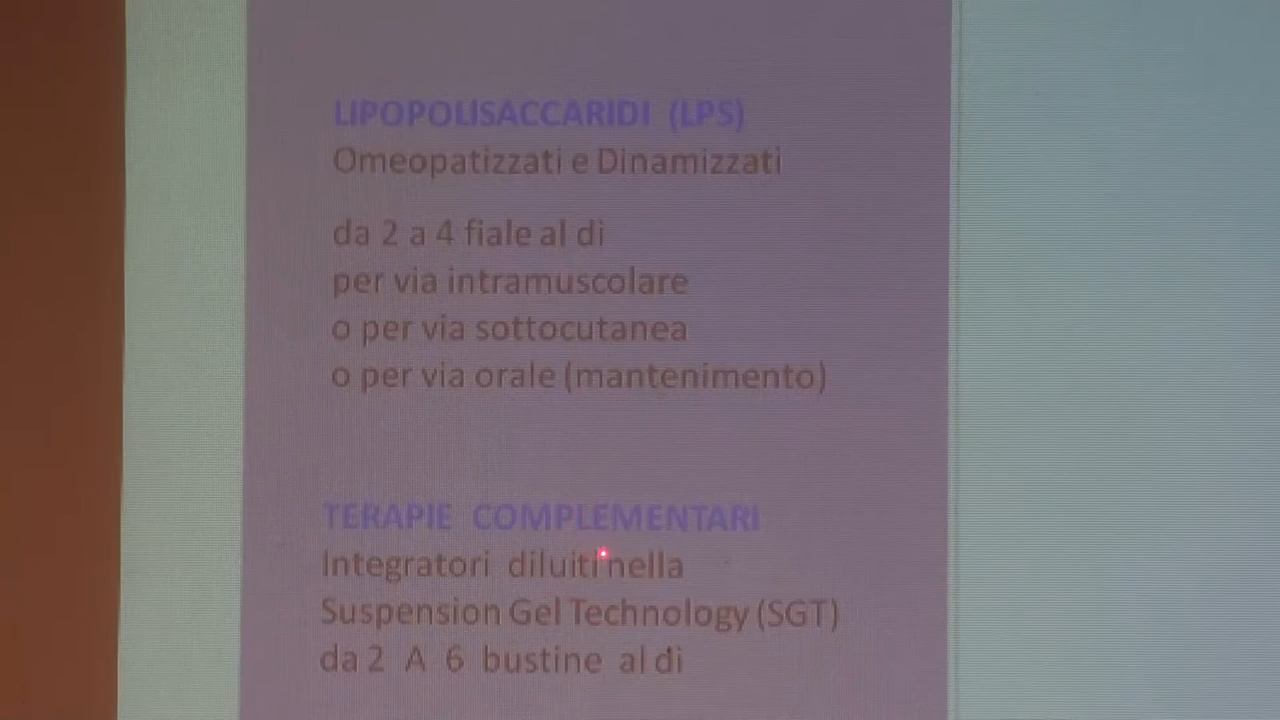 LIPOPOLISACCARIDI (LPS)
Omeopatizzati e Dinamizzati
da 2 a 4 fiale al di
per via intramuscolare
o per via sottocutanea
o per via orale (mantenimento)
TERAPIE COMPLEMENTARI
Integratori diluiti nella
Suspension Gel Technology (SGT)
da 2 A 6 bustine al dì